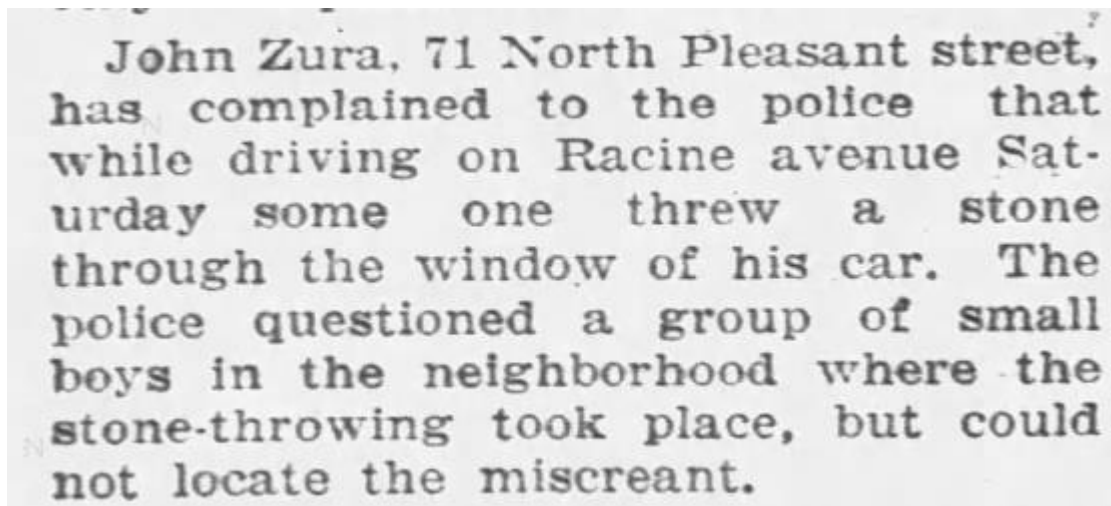 John Zura, 71 North Pleasant street,
has complained to the police that
while driving on Racine avenue Sat-
urday some one threw a stone
through the window of his car. The
police questioned a group of small
boys in the neighborhood where the
stone-throwing took place, but could
not locate the miscreant.